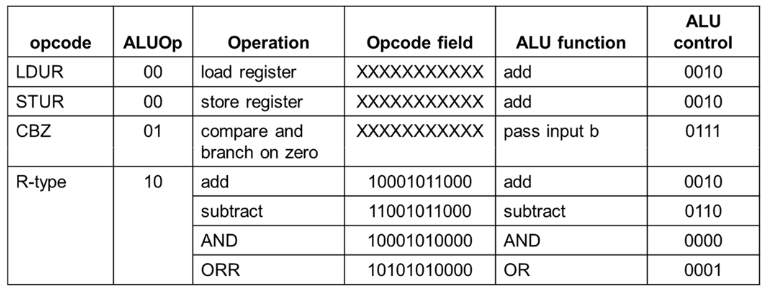 opcode ALUOp Operation Opcode field ALU function ALU control
LDUR 00 load register XXXXXXXXXXX add 0010
STUR 00 store register XXXXXXXXXXX add 0010
CBZ 01 compare and branch on zero XXXXXXXXXXX pass input b 0111
R-type 10 add 10001011000 add 0010
subtract 11001011000 subtract 0110
AND 10001010000 AND 0000
ORR 10101010000 OR 0001